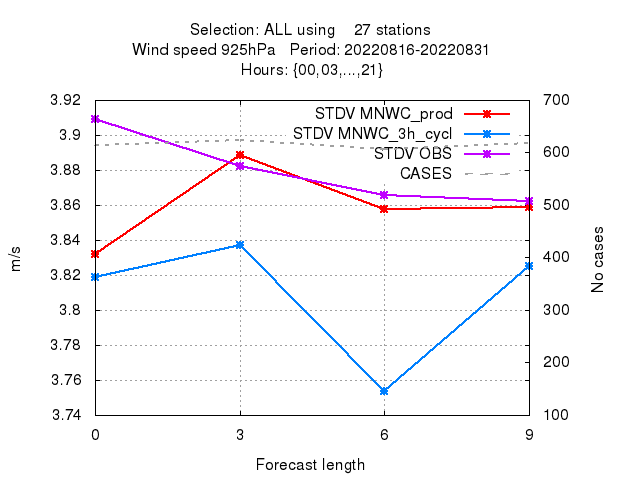 Selection: ALL using 27 stations
Wind speed 925hPa Period: 20220816-20220831
Hours: {00,03,...,21}
STDV MNWC_prod
STDV MNWC_3h_cycl
STDV OBS
CASES
3.92
3.9
3.88
3.86
3.84
3.82
3.8
3.78
3.76
3.74
700
600
500
400
300
200
100
m/s
No cases
0 3 6 9
Forecast length